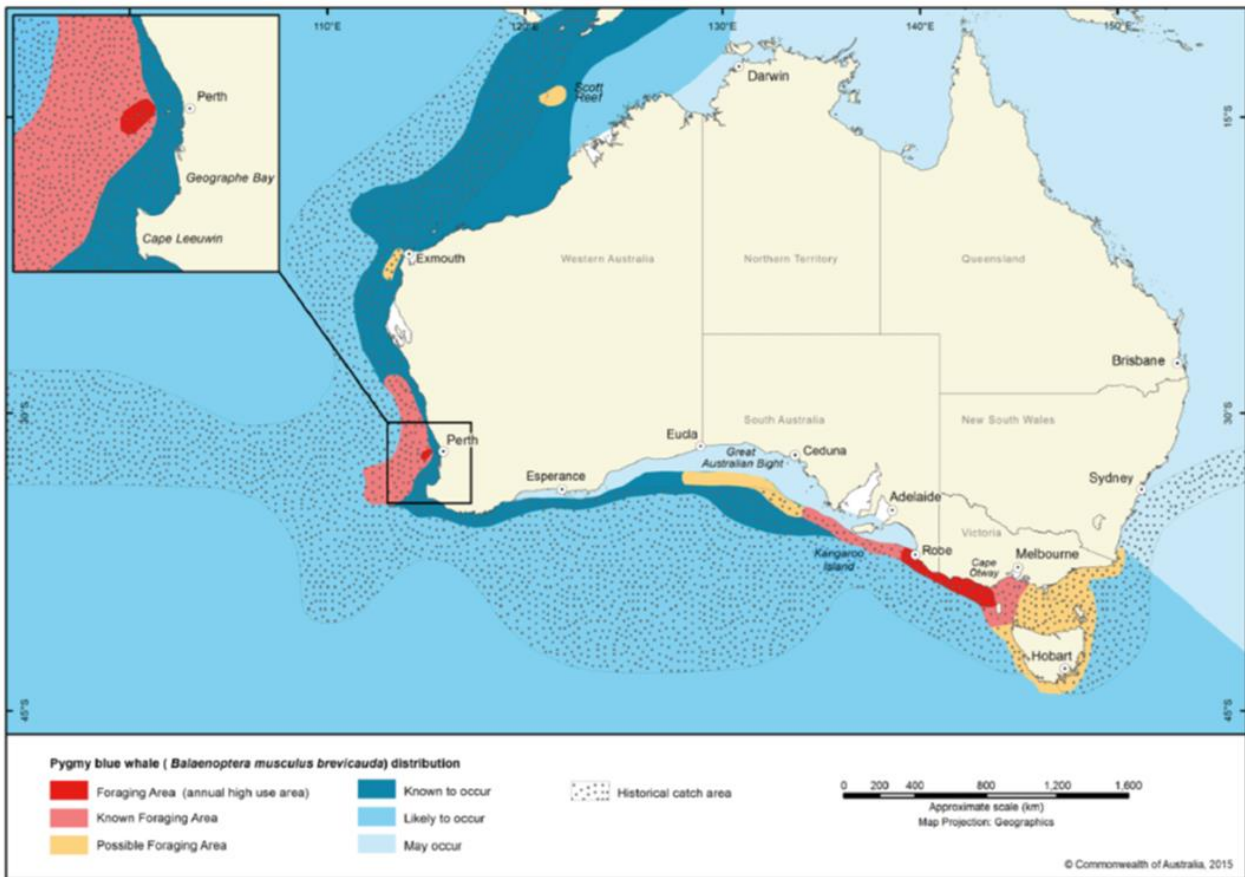 110°E
120°E
130°E
140°E
150°E
Perth
Geographe Bay
Cape Leeuwin
Scott
Reef
Darwin
15°S
15°S
Exmouth
Western Australia
Northern Territory
Queensland
Brisbane
30°S
30°S
South Australia
New South Wales
Perth
Eucla
Great
Australian Bight
Ceduna
Esperance
Sydney
Adelaide
Victoria
Kangaroo
Island
Robe
Cape
Otway
Melbourne
Hobart
45°S
45°S
Pygmy blue whale ( Balaenoptera musculus brevicauda) distribution
Foraging Area (annual high use area)
Known Foraging Area
Possible Foraging Area
Known to occur
Likely to occur
May occur
Historical catch area
0 200 400 800 1,200 1,600
Approximate scale (km)
Map Projection: Geographics
© Commonwealth of Australia, 2015